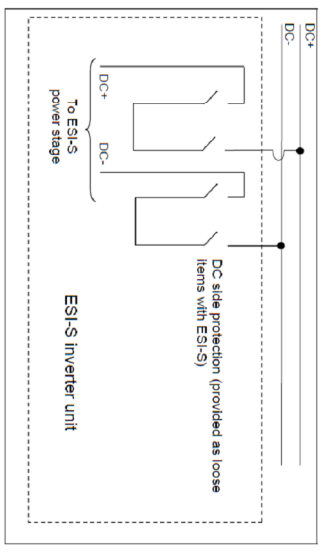 DC+
DC-
DC+
DC-
To ESI-S
power stage
DC side protection (provided as loose
items with ESI-S)
ESI-S inverter unit